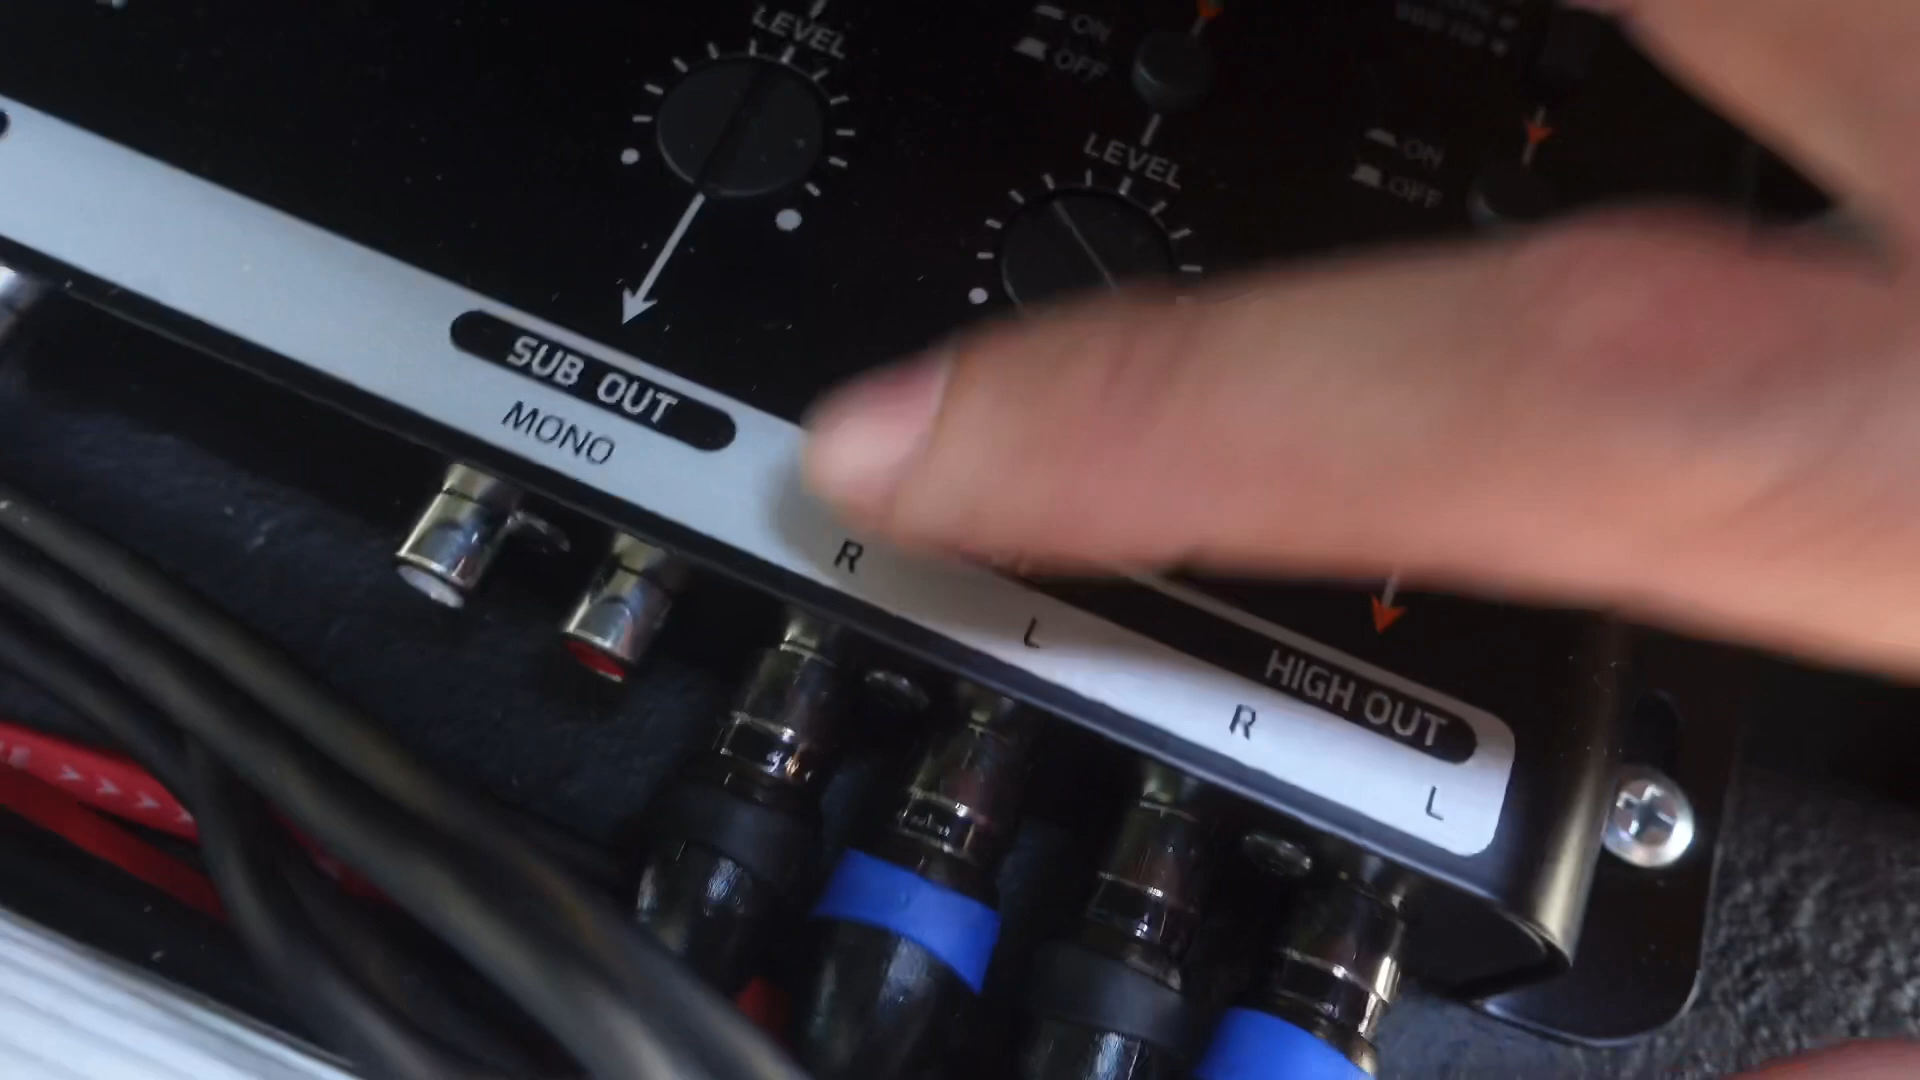 LEVEL
ON
OFF
LEVEL
ON
OFF
SUB OUT
MONO
R
L
HIGH OUT
R
L